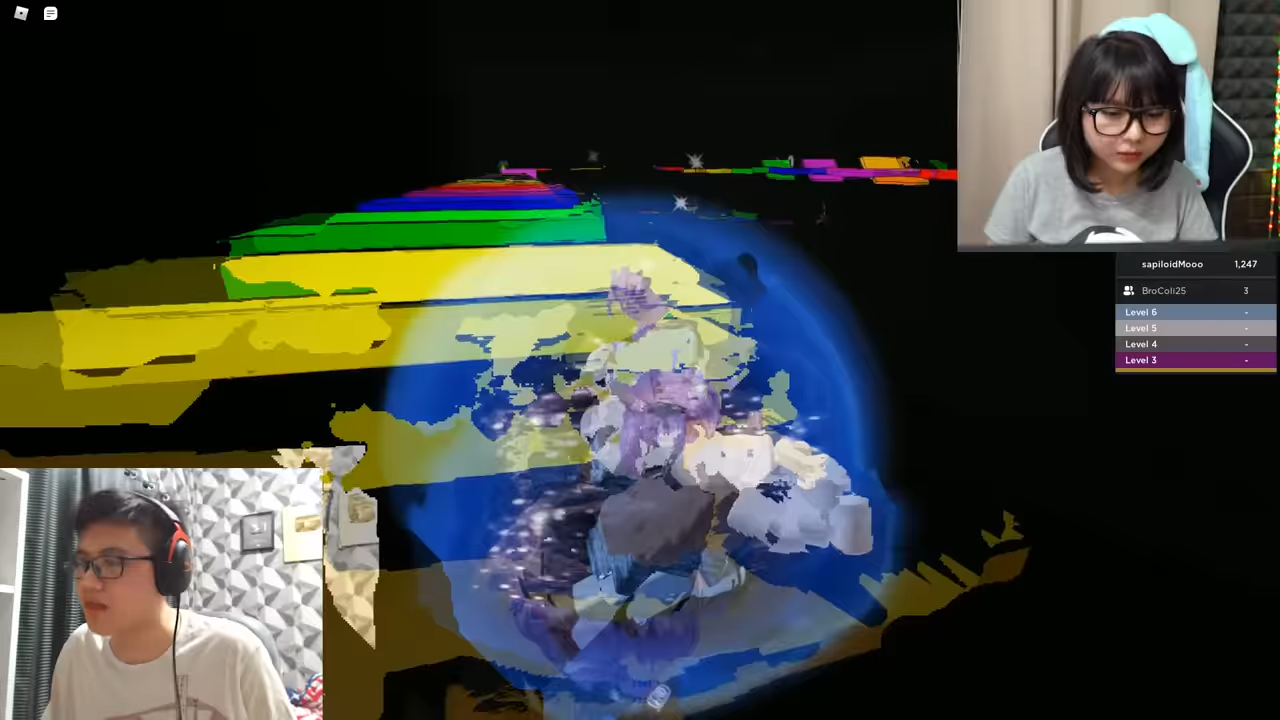 sapiloidMooo 1,247
BroColi25 3
Level 6 -
Level 5 -
Level 4 -
Level 3 -